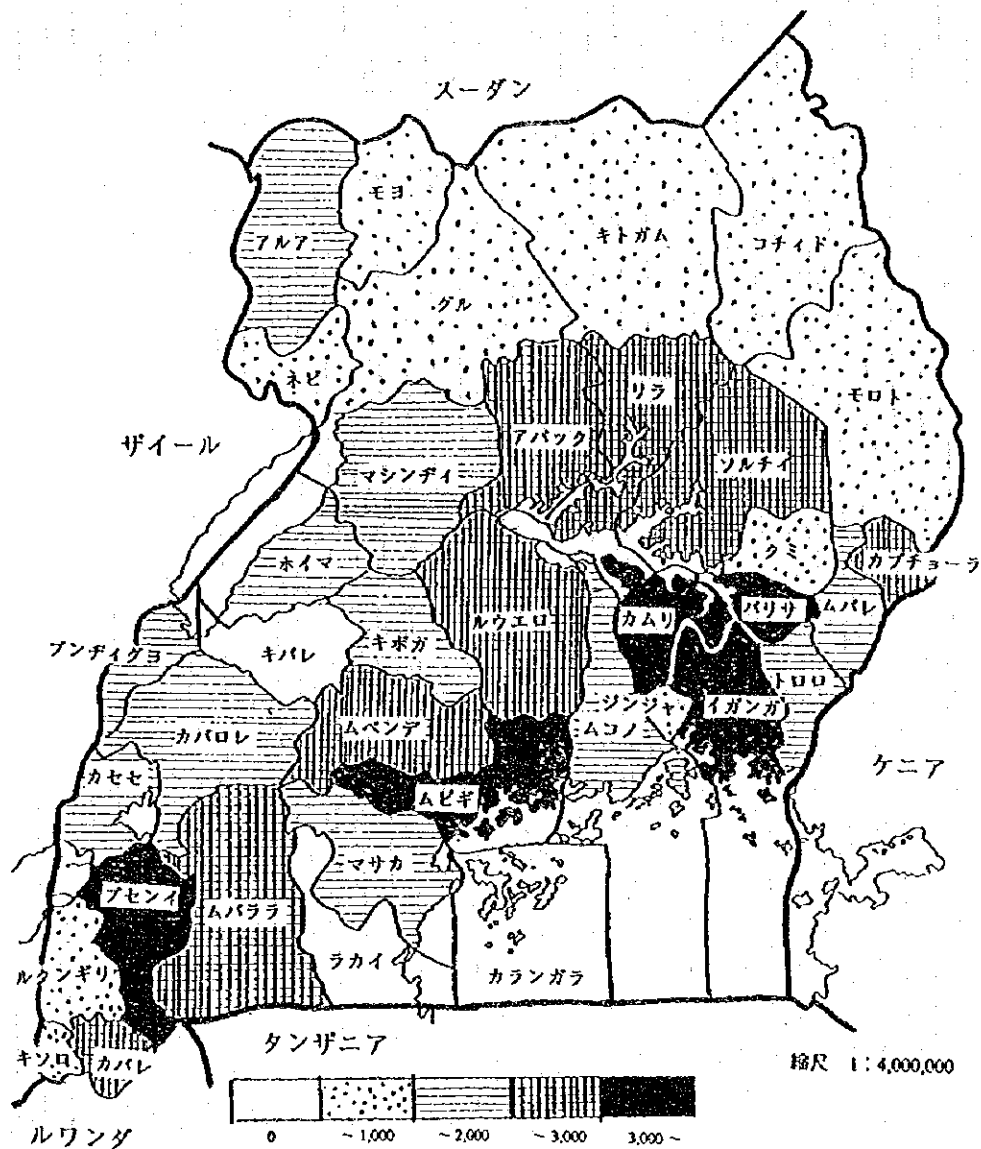 スーダン
モヨ
キトガム
コチィド
アルア
グル
ネビ
モロト
リラ
ザイール
アパック
マシンディ
ソルチィ
クミ
ホイマ
カプチョーラ
ルウエロ
カムリ
パリサ
ムバレ
ブンディグヨ
キバレ
キボガ
トロロ
ジンジャ
イガンガ
カバロレ
ムベンデ
ムコノ
ケニア
カセセ
ムピギ
マサカ
ブセンィ
ムバララ
ラカイ
カランガラ
ルクンギリ
タンザニア
キソロ
カバレ
縮尺 1:4,000,000
0 ~1,000 ~2,000 ~3,000 3,000~
ルワンダ